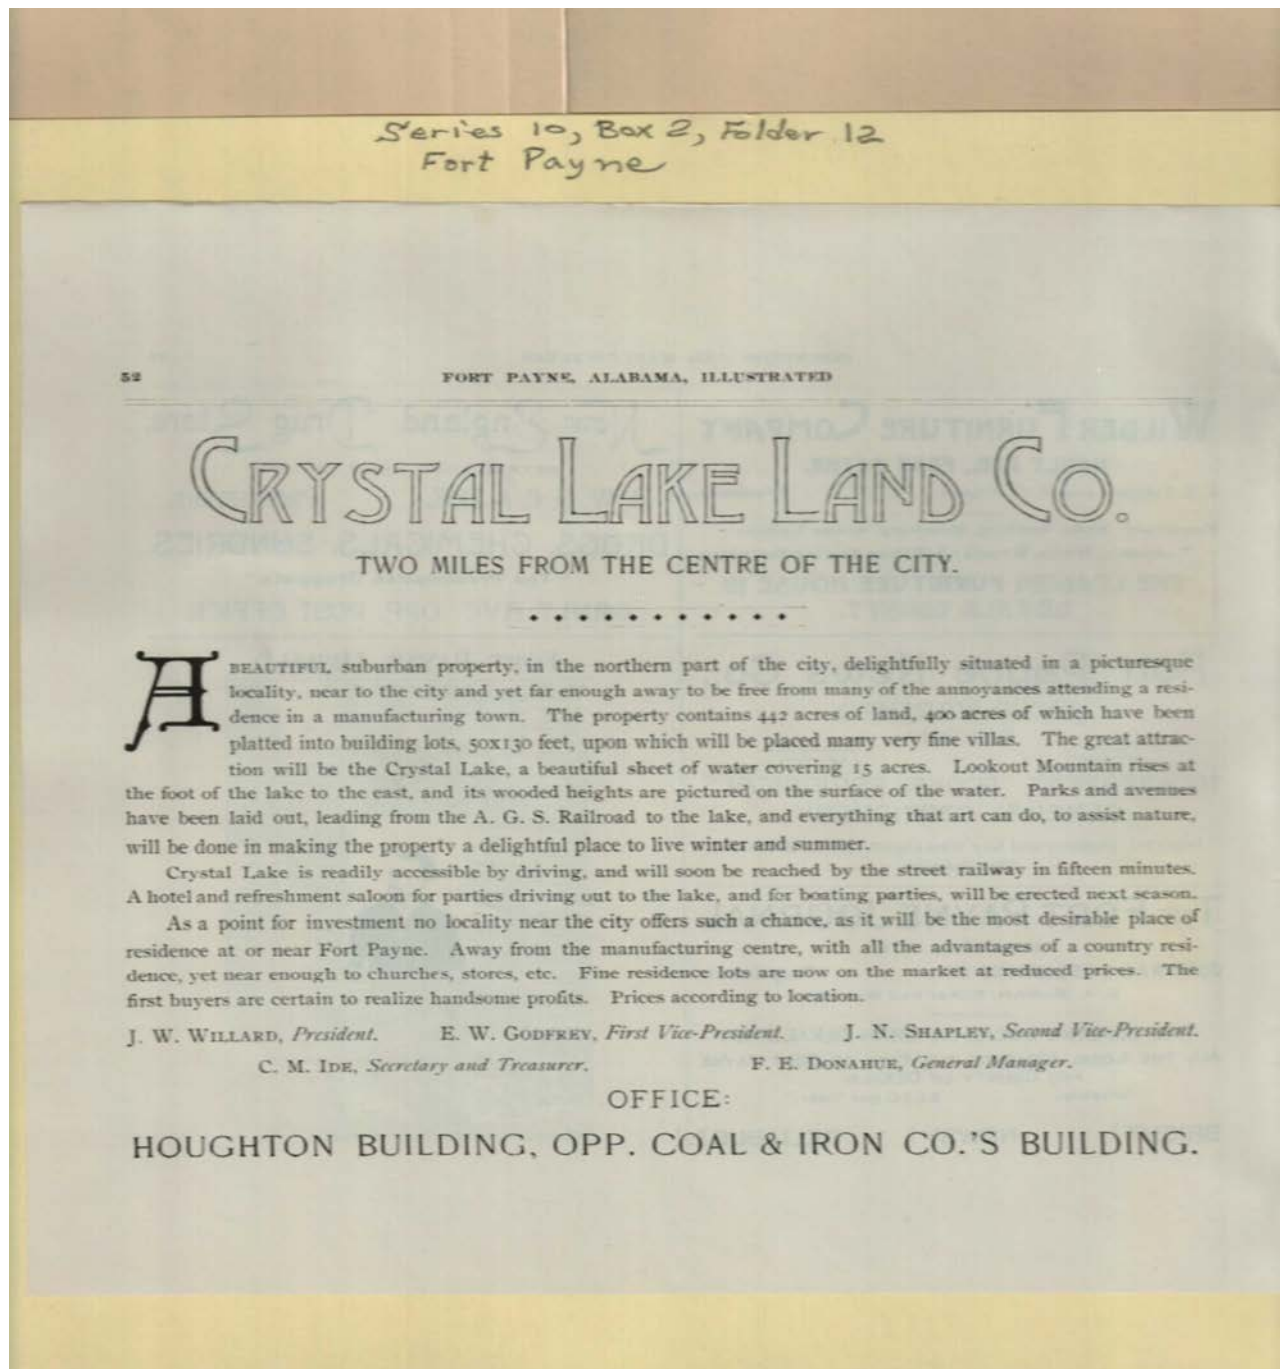 Series 10, Box 2, Folder 12
Fort Payne
52
FORT PAYNE, ALABAMA, ILLUSTRATED
CRYSTAL LAKE LAND CO.
TWO MILES FROM THE CENTRE OF THE CITY.
A BEAUTIFUL suburban property, in the northern part of the city, delightfully situated in a picturesque
locality, near to the city and yet far enough away to be free from many of the annoyances attending a resi-
dence in a manufacturing town. The property contains 442 acres of land, 400 acres of which have been
platted into building lots, 50x130 feet, upon which will be placed many very fine villas. The great attrac-
tion will be the Crystal Lake, a beautiful sheet of water covering 15 acres. Lookout Mountain rises at
the foot of the lake to the east, and its wooded heights are pictured on the surface of the water. Parks and avenues
have been laid out, leading from the A. G. S. Railroad to the lake, and everything that art can do, to assist nature,
will be done in making the property a delightful place to live winter and summer.
Crystal Lake is readily accessible by driving, and will soon be reached by the street railway in fifteen minutes.
A hotel and refreshment saloon for parties driving out to the lake, and for boating parties, will be erected next season.
As a point for investment no locality near the city offers such a chance, as it will be the most desirable place of
residence at or near Fort Payne. Away from the manufacturing centre, with all the advantages of a country resi-
dence, yet near enough to churches, stores, etc. Fine residence lots are now on the market at reduced prices. The
first buyers are certain to realize handsome profits. Prices according to location.
J. W. WILLARD, President. E. W. GODFREY, First Vice-President. J. N. SHAPLEY, Second Vice-President.
C. M. IDE, Secretary and Treasurer. F. E. DONAHUE, General Manager.
OFFICE:
HOUGHTON BUILDING, OPP. COAL & IRON CO.'S BUILDING.